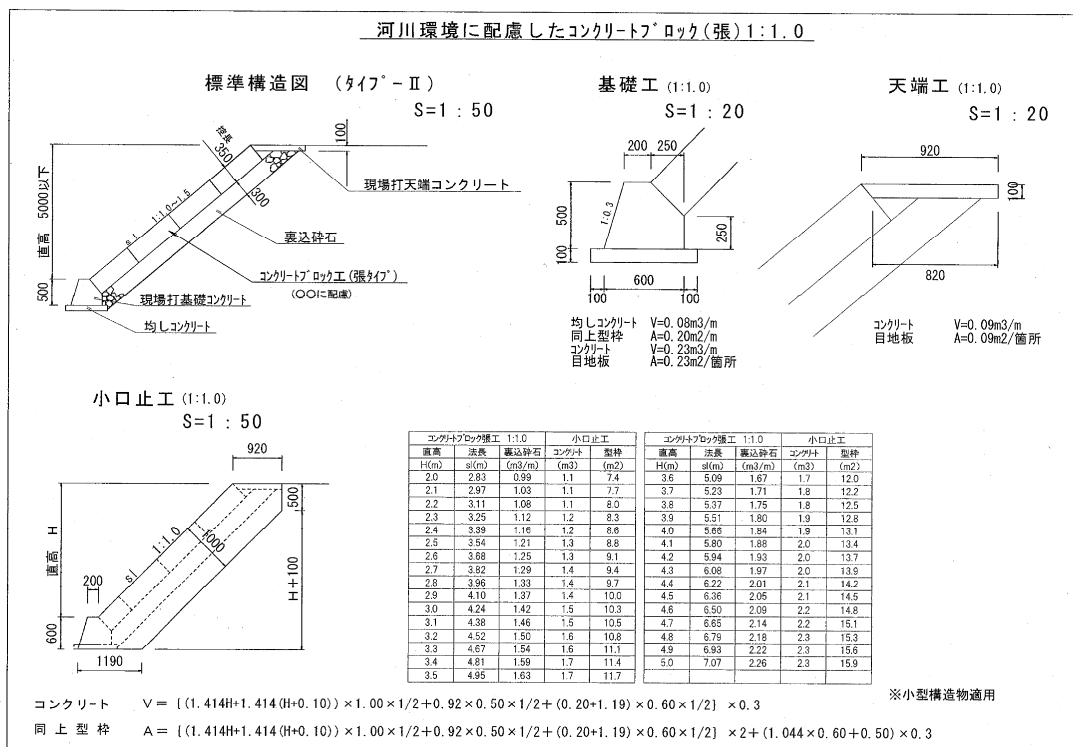 河川環境に配慮したｺﾝｸﾘｰﾄﾌﾞﾛｯｸ(張)1:1.0
標準構造図 (ﾀｲﾌﾟｰⅡ)
S=1 : 50
控長
350
300
100
直高 5000以下
500
1:1.0～1.5
sl
現場打天端コンクリート
裏込砕石
ｺﾝｸﾘｰﾄﾌﾞﾛｯｸ工(張タイプ)
(〇〇に配慮)
現場打基礎ｺﾝｸﾘｰﾄ
均しｺﾝｸﾘｰﾄ
基礎工 (1:1.0)
S=1 : 20
200 250
500
1:0.3
250
100
600
100 100
均しｺﾝｸﾘｰﾄ V=0.08m3/m
同上型枠 A=0.20m2/m
ｺﾝｸﾘｰﾄ V=0.23m3/m
目地板 A=0.23m2/箇所
天端工 (1:1.0)
S=1 : 20
920
100
820
ｺﾝｸﾘｰﾄ V=0.09m3/m
目地板 A=0.09m2/箇所
小口止工 (1:1.0)
S=1 : 50
920
500
直高 H
1:1.0
1000
sl
200
H+100
600
1190
ｺﾝｸﾘｰﾄﾌﾞﾛｯｸ張工 1:1.0 小口止工
直高 法長 裏込砕石 ｺﾝｸﾘｰﾄ 型枠
H(m) sl(m) (m3/m) (m3) (m2)
2.0 2.83 0.99 1.1 7.4
2.1 2.97 1.03 1.1 7.7
2.2 3.11 1.08 1.1 8.0
2.3 3.25 1.12 1.2 8.3
2.4 3.39 1.16 1.2 8.6
2.5 3.54 1.21 1.3 8.8
2.6 3.68 1.25 1.3 9.1
2.7 3.82 1.29 1.4 9.4
2.8 3.96 1.33 1.4 9.7
2.9 4.10 1.37 1.4 10.0
3.0 4.24 1.42 1.5 10.3
3.1 4.38 1.46 1.5 10.5
3.2 4.52 1.50 1.6 10.8
3.3 4.67 1.54 1.6 11.1
3.4 4.81 1.59 1.7 11.4
3.5 4.95 1.63 1.7 11.7
ｺﾝｸﾘｰﾄﾌﾞﾛｯｸ張工 1:1.0 小口止工
直高 法長 裏込砕石 ｺﾝｸﾘｰﾄ 型枠
H(m) sl(m) (m3/m) (m3) (m2)
3.6 5.09 1.67 1.7 12.0
3.7 5.23 1.71 1.8 12.2
3.8 5.37 1.75 1.8 12.5
3.9 5.51 1.80 1.9 12.8
4.0 5.66 1.84 1.9 13.1
4.1 5.80 1.88 2.0 13.4
4.2 5.94 1.93 2.0 13.7
4.3 6.08 1.97 2.0 13.9
4.4 6.22 2.01 2.1 14.2
4.5 6.36 2.05 2.1 14.5
4.6 6.50 2.09 2.2 14.8
4.7 6.65 2.14 2.2 15.1
4.8 6.79 2.18 2.3 15.3
4.9 6.93 2.22 2.3 15.6
5.0 7.07 2.26 2.3 15.9
※小型構造物適用
コンクリート V= {(1.414H+1.414(H+0.10))×1.00×1/2+0.92×0.50×1/2+(0.20+1.19)×0.60×1/2} ×0.3
同上型枠 A= {(1.414H+1.414(H+0.10))×1.00×1/2+0.92×0.50×1/2+(0.20+1.19)×0.60×1/2} ×2+(1.044×0.60+0.50)×0.3